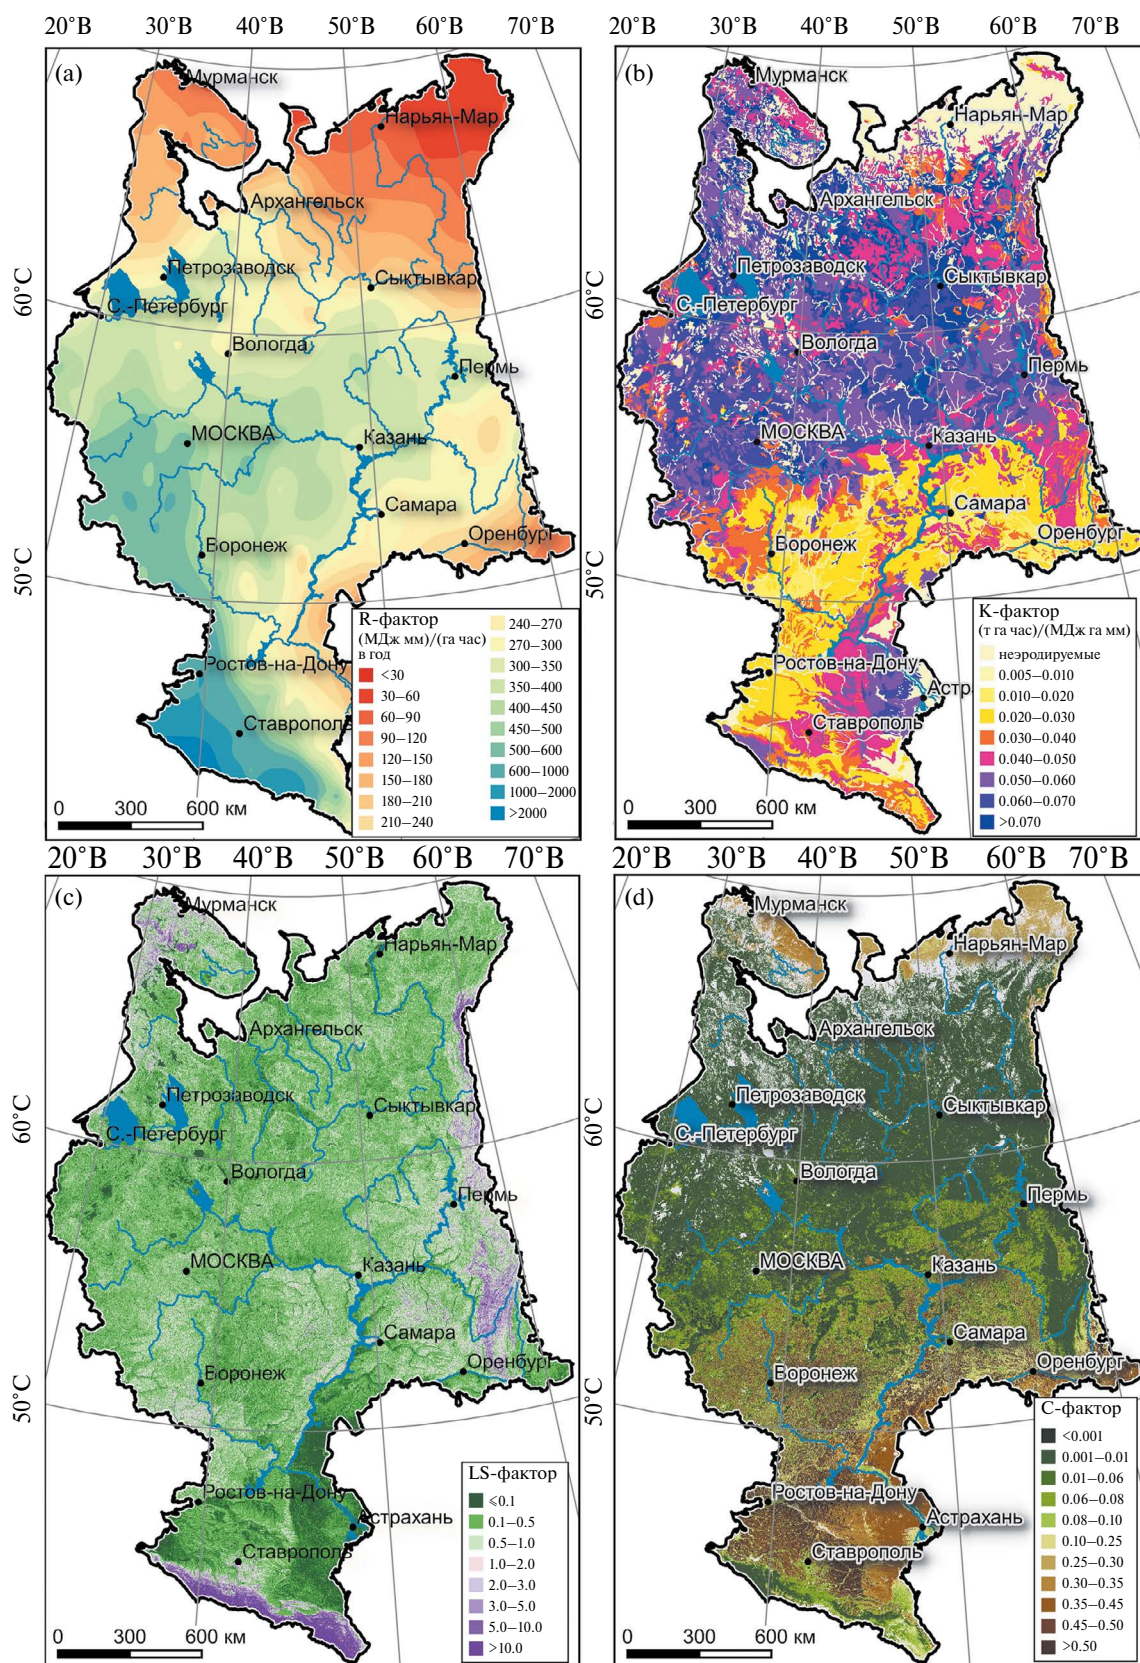 20°В 30°В 40°В 50°В 60°В 70°В
20°В 30°В 40°В 50°В 60°В 70°В
(a)
Мурманск
Нарьян-Мар
Архангельск
Петрозаводск
Сыктывкар
С.-Петербург
Вологда
Пермь
МОСКВА
Казань
Самара
Оренбург
Воронеж
Ростов-на-Дону
Ставрополь
60°С
50°С
R-фактор
(МДж мм)/(га час)
в год
<30
30–60
60–90
90–120
120–150
150–180
180–210
210–240
240–270
270–300
300–350
350–400
400–450
450–500
500–600
600–1000
1000–2000
>2000
0 300 600 км
(b)
Мурманск
Нарьян-Мар
Архангельск
Петрозаводск
Сыктывкар
С.-Петербург
Вологда
Пермь
МОСКВА
Казань
Самара
Оренбург
Воронеж
Ростов-на-Дону
Астра
Ставрополь
60°С
50°С
K-фактор
(т га час)/(МДж га мм)
неэродируемые
0.005–0.010
0.010–0.020
0.020–0.030
0.030–0.040
0.040–0.050
0.050–0.060
0.060–0.070
>0.070
0 300 600 км
20°В 30°В 40°В 50°В 60°В 70°В
20°В 30°В 40°В 50°В 60°В 70°В
(c)
Мурманск
Нарьян-Мар
Архангельск
Петрозаводск
Сыктывкар
С.-Петербург
Вологда
Пермь
МОСКВА
Казань
Самара
Оренбург
Воронеж
Ростов-на-Дону
Астрахань
Ставрополь
60°С
50°С
LS-фактор
<0.1
0.1–0.5
0.5–1.0
1.0–2.0
2.0–3.0
3.0–5.0
5.0–10.0
>10.0
0 300 600 км
(d)
Мурманск
Нарьян-Мар
Архангельск
Петрозаводск
Сыктывкар
С.-Петербург
Вологда
Пермь
МОСКВА
Казань
Самара
Оренбург
Воронеж
Ростов-на-Дону
Астрахань
Ставрополь
60°С
50°С
C-фактор
<0.001
0.001–0.01
0.01–0.06
0.06–0.08
0.08–0.10
0.10–0.25
0.25–0.30
0.30–0.35
0.35–0.45
0.45–0.50
>0.50
0 300 600 км